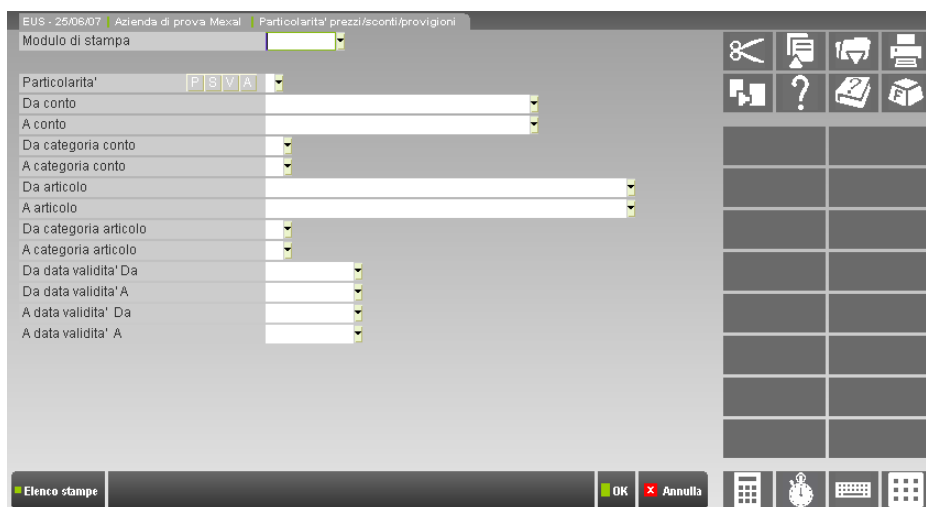 EUS - 25/06/07 Azienda di prova Mexal Particolarita' prezzi/sconti/provigioni
Modulo di stampa
Particolarita' P S V A
Da conto
A conto
Da categoria conto
A categoria conto
Da articolo
A articolo
Da categoria articolo
A categoria articolo
Da data validita' Da
Da data validita' A
A data validita' Da
A data validita' A
Elenco stampe OK X Annulla
? ? F